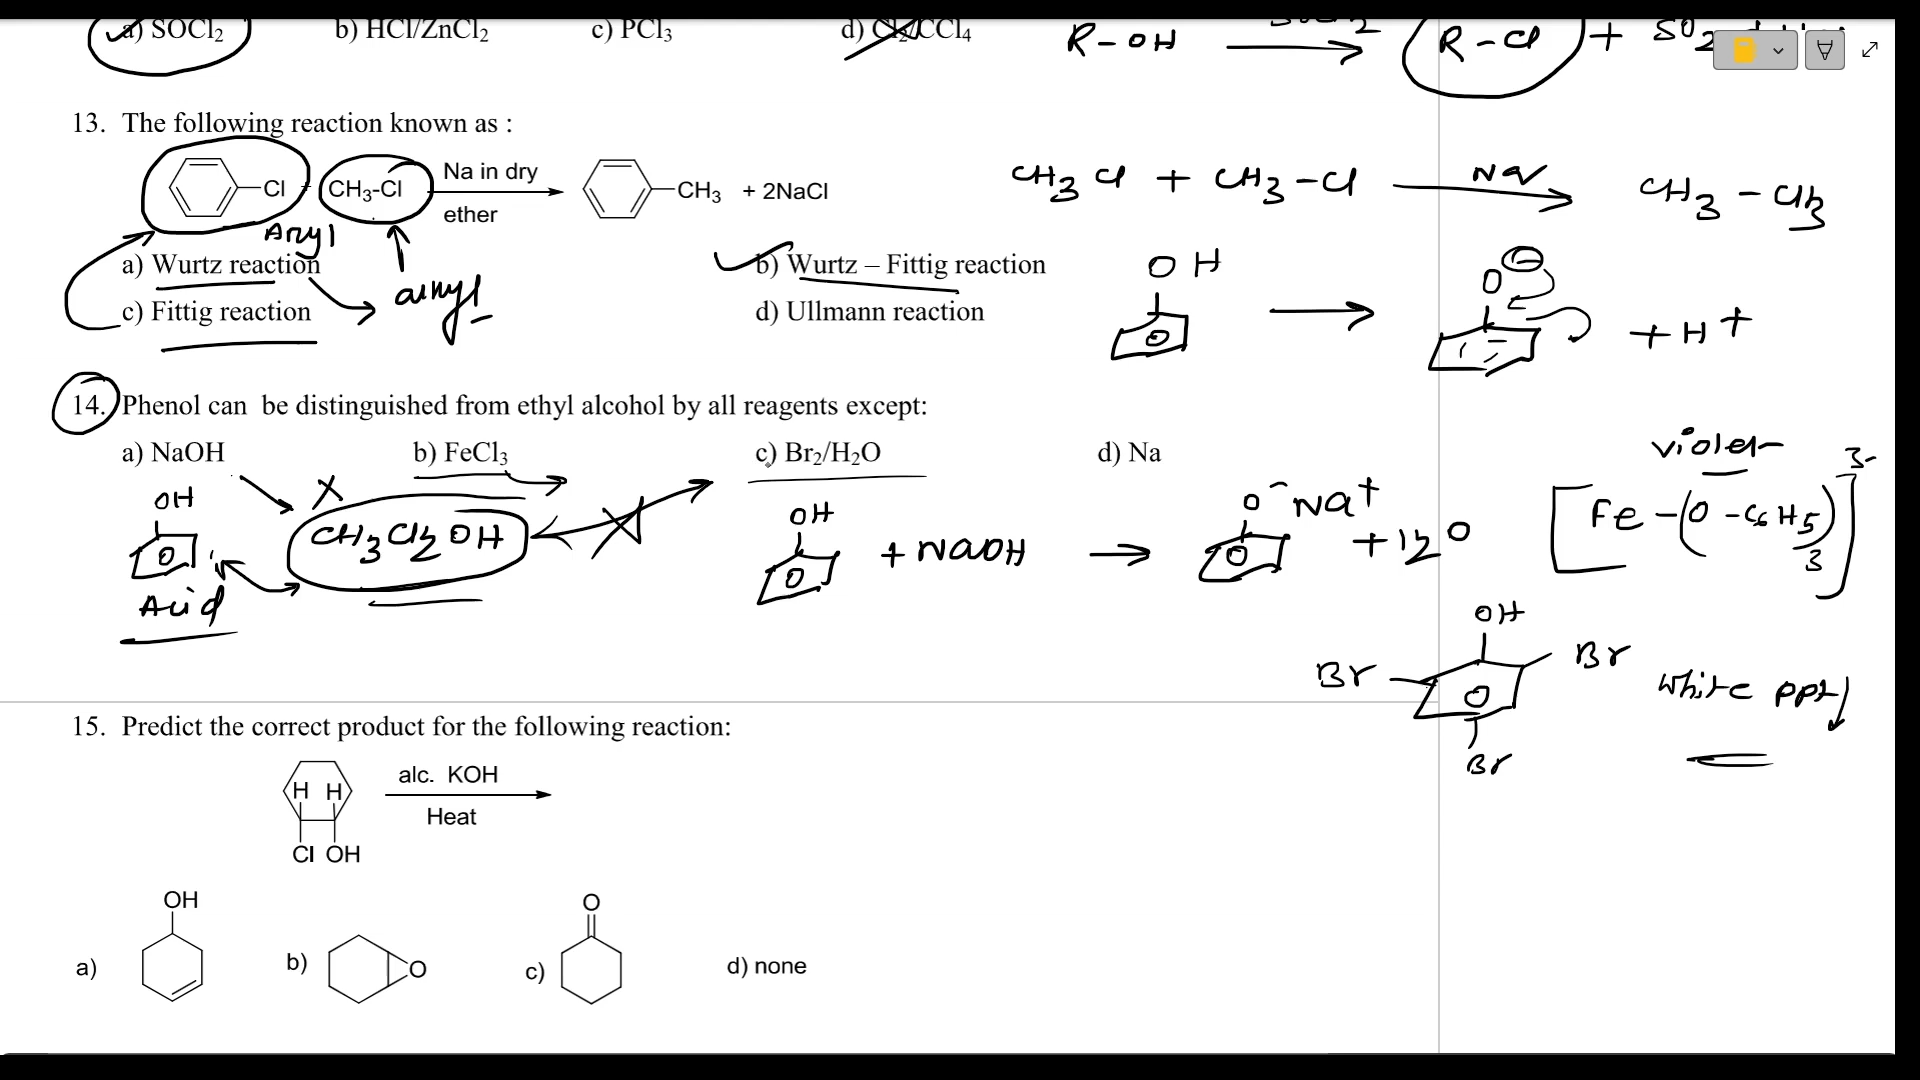 a) SOCl2 b) HCl/ZnCl2 c) PCl3 d) Cl2/CCl4
R-OH R-Cl + SO2
13. The following reaction known as :
Cl + CH3-Cl Na in dry ether CH3 + 2NaCl
CH3Cl + CH3-Cl Na CH3-CH3
Aryl
a) Wurtz reaction b) Wurtz – Fittig reaction
c) Fittig reaction d) Ullmann reaction
OH O + H+
14. Phenol can be distinguished from ethyl alcohol by all reagents except:
a) NaOH b) FeCl3 c) Br2/H2O d) Na
violet
OH CH3CH2OH OH + NaOH O-Na+ + H2O
[Fe-(O-C6H5)3]3-
Acid
OH
Br Br white ppt
Br
15. Predict the correct product for the following reaction:
H H alc. KOH
Heat
Cl OH
OH O
a) b) O c) d) none